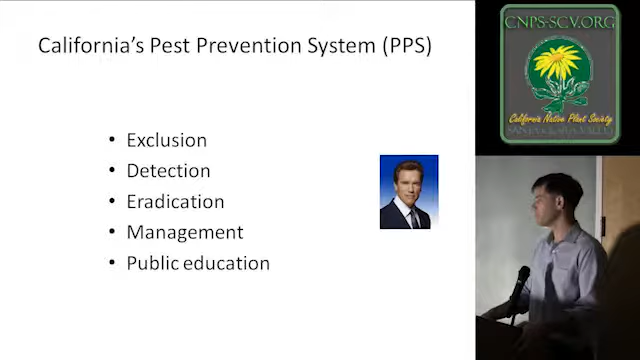 California's Pest Prevention System (PPS)
• Exclusion
• Detection
• Eradication
• Management
• Public education
CNPS-SCV.ORG
California Native Plant Society
SANTA CLARA VALLEY